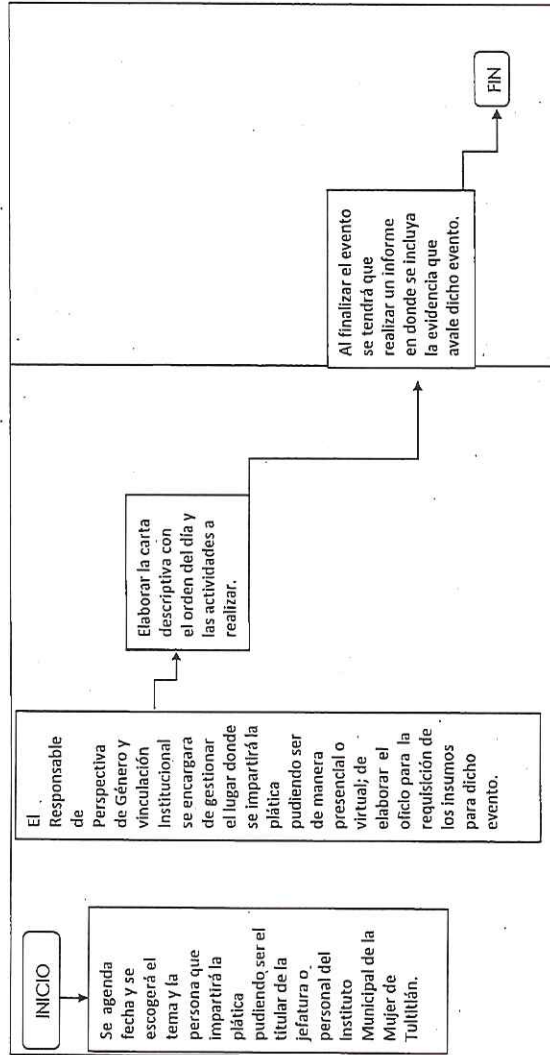 INICIO
Se agenda
fecha y se
escogerá el
tema y la
persona que
impartirá la
plática
pudiendo ser el
titular de la
jefatura o
personal del
Instituto
Municipal de la
Mujer de
Tultitlán.
El
Responsable
de
Perspectiva
de Género y
vinculación
Institucional
se encargara
de gestionar
el lugar donde
se impartirá la
plática
pudiendo ser
de manera
presencial o
virtual; de
elaborar el
oficio para la
requisición de
los insumos
para dicho
evento.
Elaborar la carta
descriptiva con
el orden del día y
las actividades a
realizar.
Al finalizar el evento
se tendrá que
realizar un informe
en donde se incluya
la evidencia que
avale dicho evento.
FIN